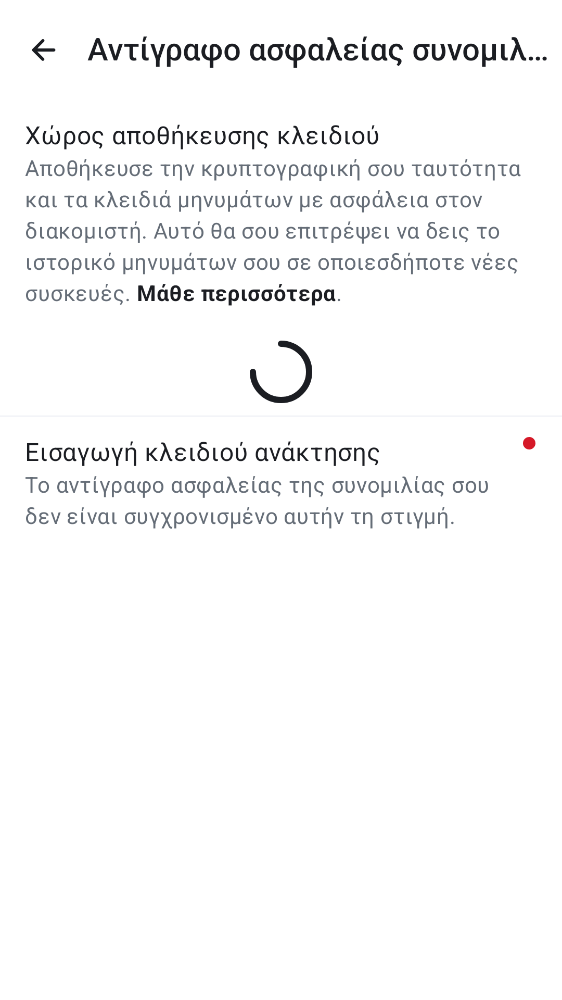 Αντίγραφο ασφαλείας συνομιλ...
Χώρος αποθήκευσης κλειδιού
Αποθήκευσε την κρυπτογραφική σου ταυτότητα
και τα κλειδιά μηνυμάτων με ασφάλεια στον
διακομιστή. Αυτό θα σου επιτρέψει να δεις το
ιστορικό μηνυμάτων σου σε οποιεσδήποτε νέες
συσκευές. Μάθε περισσότερα.
Εισαγωγή κλειδιού ανάκτησης
Το αντίγραφο ασφαλείας της συνομιλίας σου
δεν είναι συγχρονισμένο αυτήν τη στιγμή.